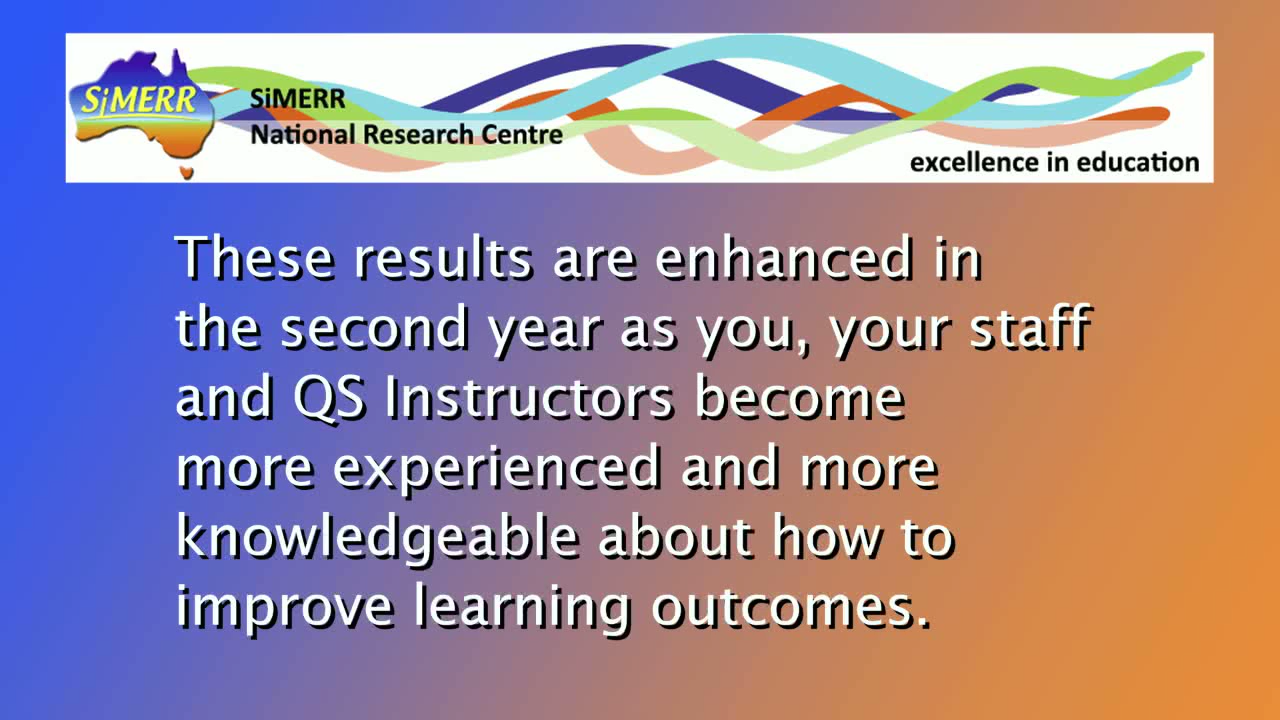 SiMERR
SiMERR
National Research Centre
excellence in education
These results are enhanced in
the second year as you, your staff
and QS Instructors become
more experienced and more
knowledgeable about how to
improve learning outcomes.